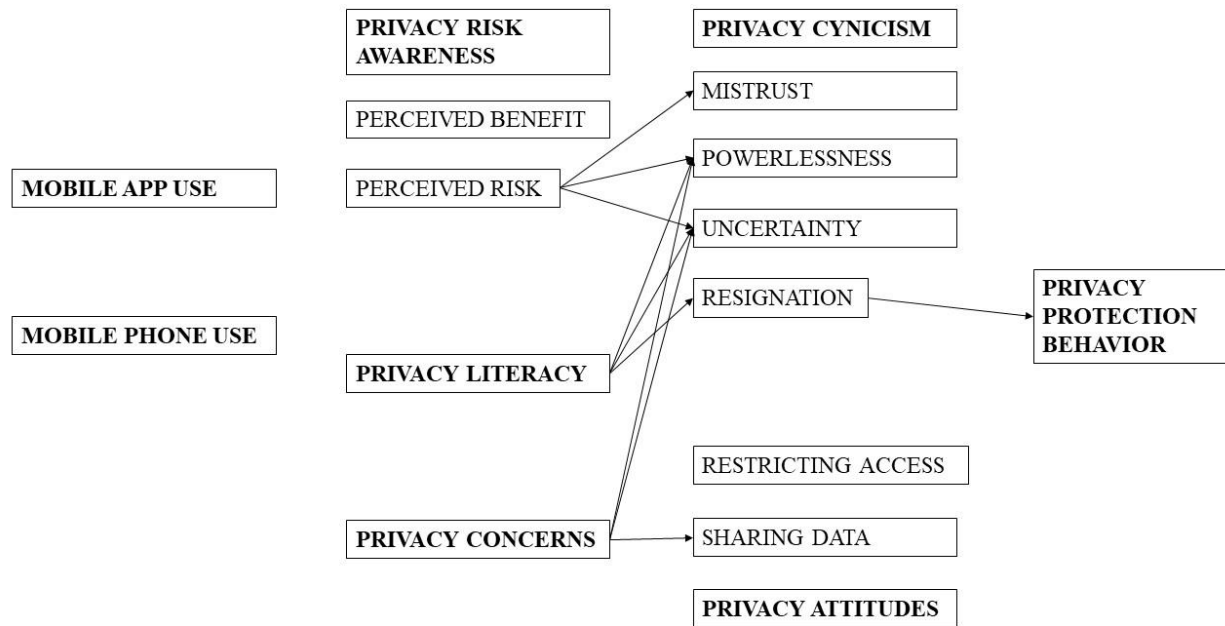 PRIVACY RISK
AWARENESS
PRIVACY CYNICISM
MISTRUST
PERCEIVED BENEFIT
POWERLESSNESS
MOBILE APP USE
PERCEIVED RISK
UNCERTAINTY
RESIGNATION
PRIVACY
PROTECTION
BEHAVIOR
MOBILE PHONE USE
PRIVACY LITERACY
RESTRICTING ACCESS
PRIVACY CONCERNS
SHARING DATA
PRIVACY ATTITUDES